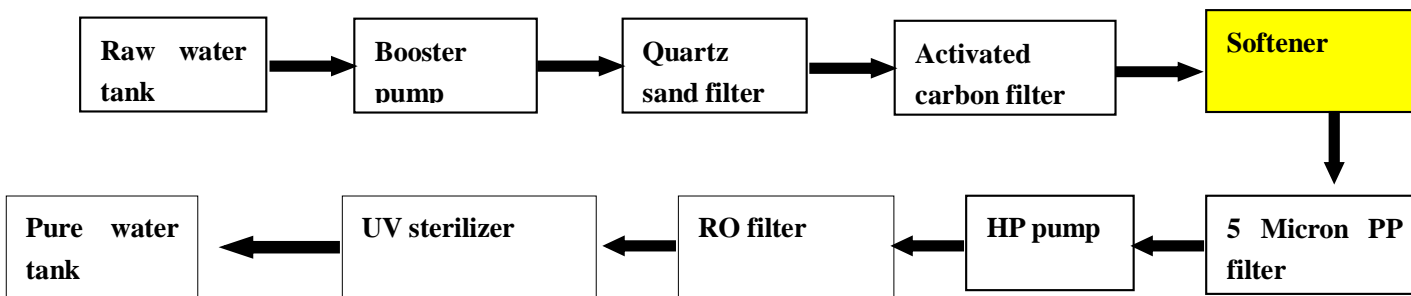 Raw water
tank
Booster
pump
Quartz
sand filter
Activated
carbon filter
Softener
5 Micron PP
filter
HP pump
RO filter
UV sterilizer
Pure water
tank